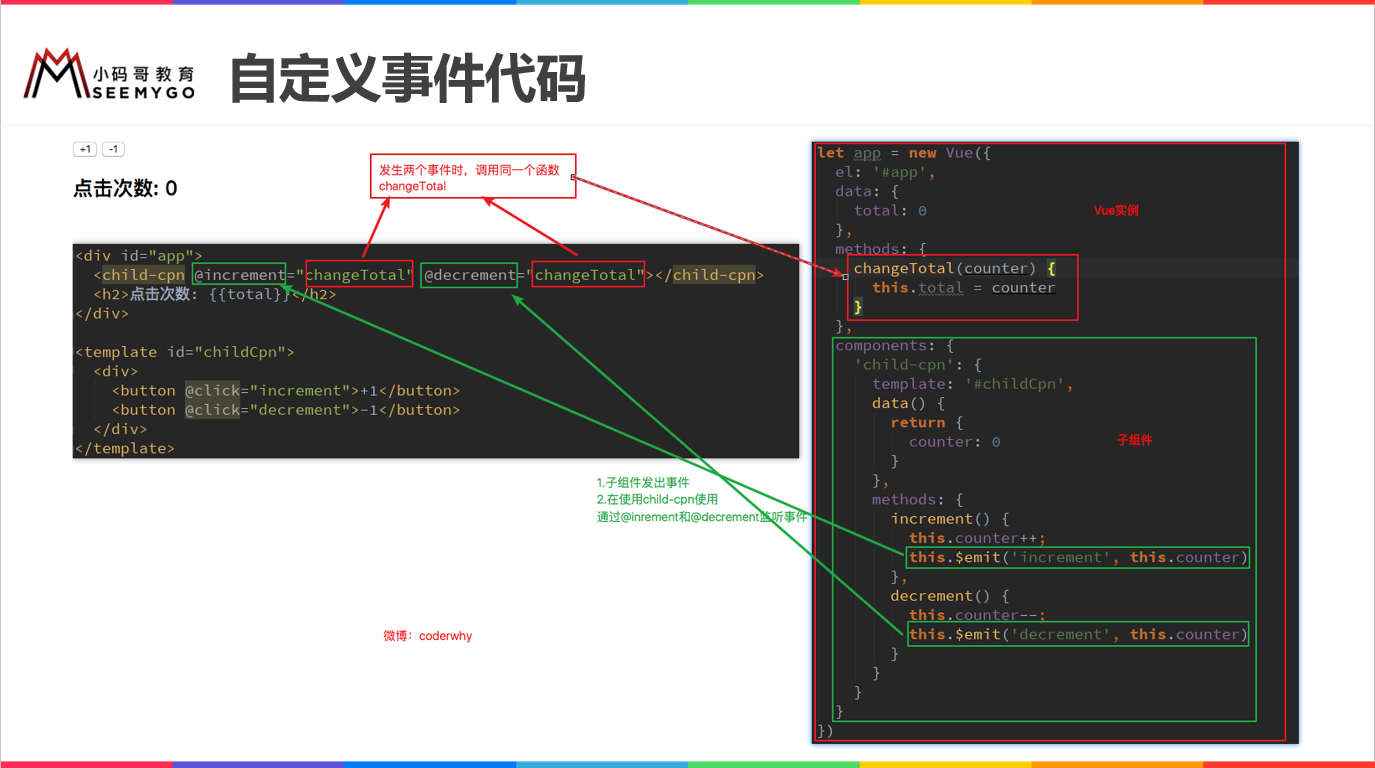 小码哥教育
SEEMYGO
自定义事件代码
+1 -1
点击次数: 0
发生两个事件时，调用同一个函数
changeTotal
<div id="app">
<child-cpn @increment="changeTotal" @decrement="changeTotal"></child-cpn>
<h2>点击次数: {{total}}</h2>
</div>
<template id="childCpn">
<div>
<button @click="increment">+1</button>
<button @click="decrement">-1</button>
</div>
</template>
1.子组件发出事件
2.在使用child-cpn使用
通过@inrement和@decrement监听事件
微博：coderwhy
let app = new Vue({
el: '#app',
data: {
total: 0
},
Vue实例
methods: {
changeTotal(counter) {
this.total = counter
}
},
components: {
'child-cpn': {
template: '#childCpn',
data() {
return {
counter: 0
}
},
子组件
methods: {
increment() {
this.counter++;
this.$emit('increment', this.counter)
},
decrement() {
this.counter--;
this.$emit('decrement', this.counter)
}
}
}
}
})